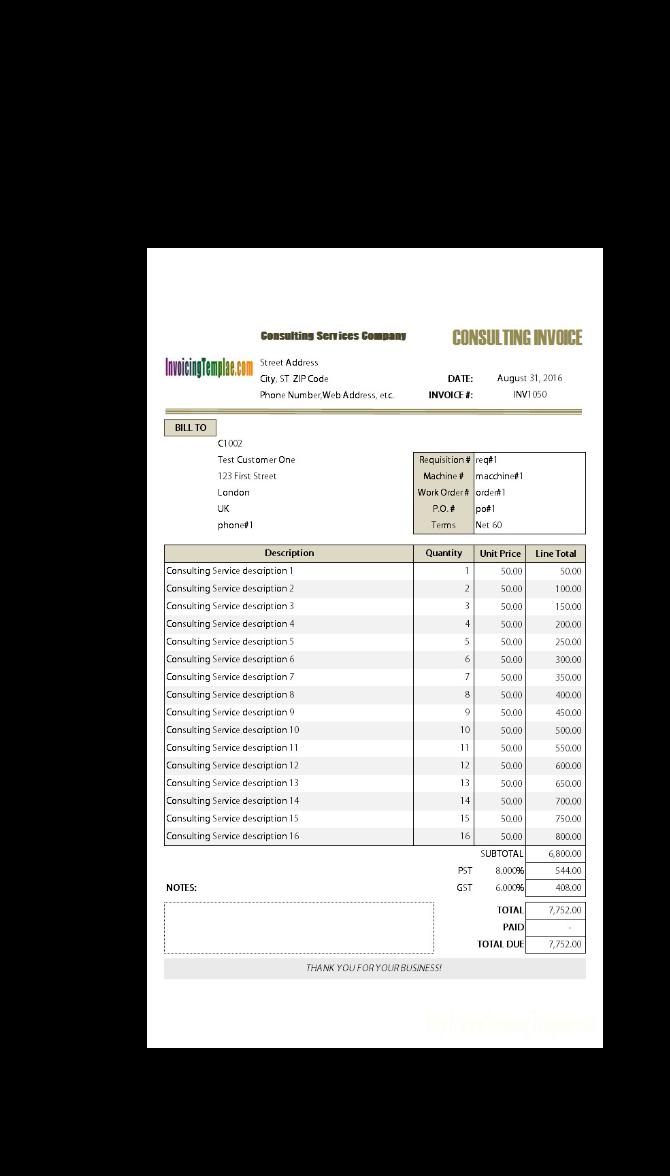 Consulting Services Company CONSULTING INVOICE
InvoicingTemplae.com
Street Address
City, ST ZIP Code DATE: August 31, 2016
Phone Number,Web Address, etc. INVOICE #: INV1050
BILL TO
C1002
Test Customer One Requisition # req#1
123 First Street Machine # macchine#1
London Work Order# order#1
UK P.O. # po#1
phone#1 Terms Net 60
Description Quantity Unit Price Line Total
Consulting Service description 1 1 50.00 50.00
Consulting Service description 2 2 50.00 100.00
Consulting Service description 3 3 50.00 150.00
Consulting Service description 4 4 50.00 200.00
Consulting Service description 5 5 50.00 250.00
Consulting Service description 6 6 50.00 300.00
Consulting Service description 7 7 50.00 350.00
Consulting Service description 8 8 50.00 400.00
Consulting Service description 9 9 50.00 450.00
Consulting Service description 10 10 50.00 500.00
Consulting Service description 11 11 50.00 550.00
Consulting Service description 12 12 50.00 600.00
Consulting Service description 13 13 50.00 650.00
Consulting Service description 14 14 50.00 700.00
Consulting Service description 15 15 50.00 750.00
Consulting Service description 16 16 50.00 800.00
SUBTOTAL 6,800.00
PST 8.000% 544.00
NOTES: GST 6.000% 408.00
TOTAL 7,752.00
PAID -
TOTAL DUE 7,752.00
THANK YOU FOR YOUR BUSINESS!